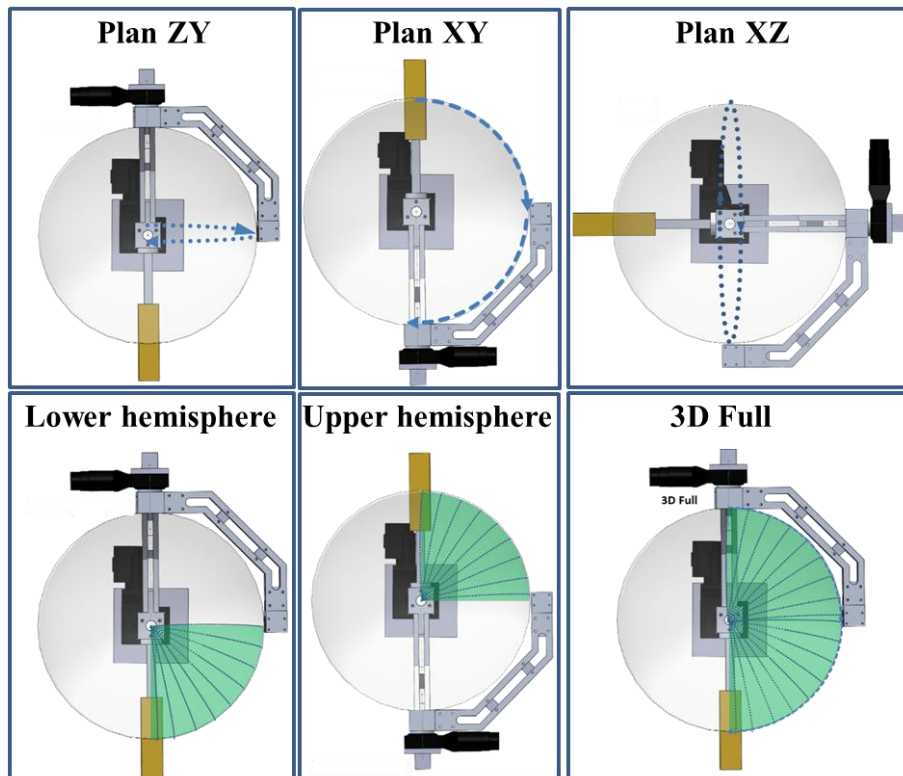 Plan ZY
Plan XY
Plan XZ
Lower hemisphere
Upper hemisphere
3D Full
3D Full